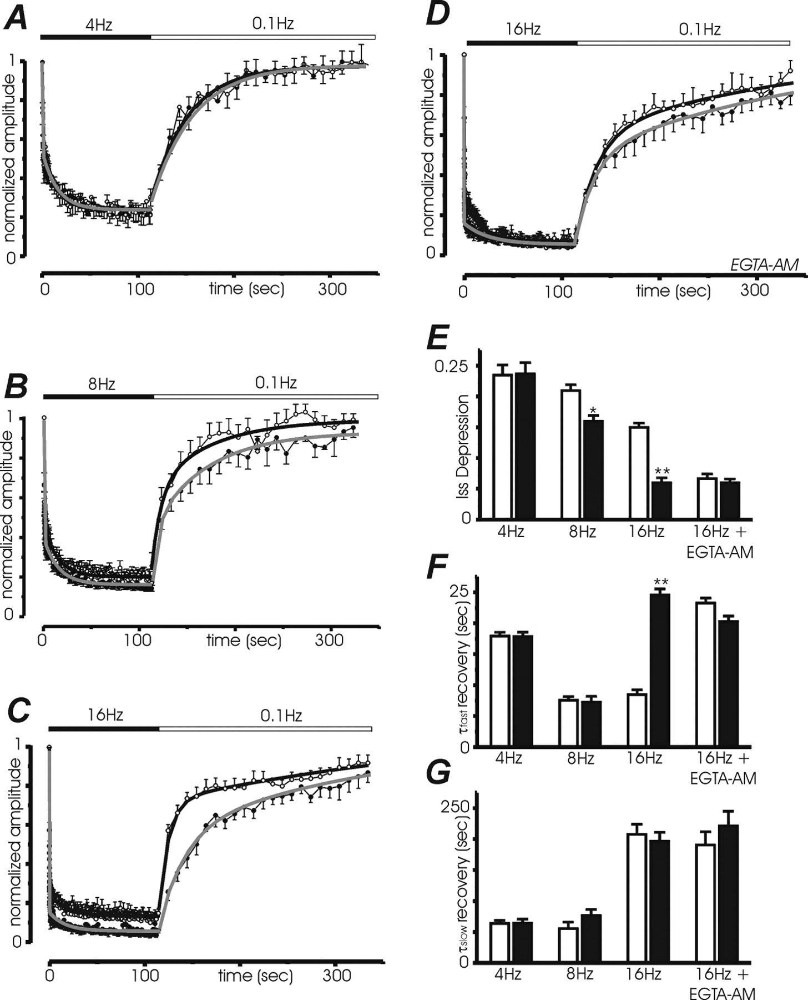 A
4Hz
0.1Hz
1
normalized amplitude
0
0
100
time (sec)
300
B
8Hz
0.1Hz
1
normalized amplitude
0
0
100
time (sec)
300
C
16Hz
0.1Hz
1
normalized amplitude
0
0
100
time (sec)
300
D
16Hz
0.1Hz
1
normalized amplitude
0
EGTA-AM
0
100
time (sec)
300
E
0.25
Iss Depression
0
*
**
4Hz
8Hz
16Hz
16Hz +
EGTA-AM
F
25
τfast recovery (sec)
0
**
4Hz
8Hz
16Hz
16Hz +
EGTA-AM
G
250
τslow recovery (sec)
0
4Hz
8Hz
16Hz
16Hz +
EGTA-AM